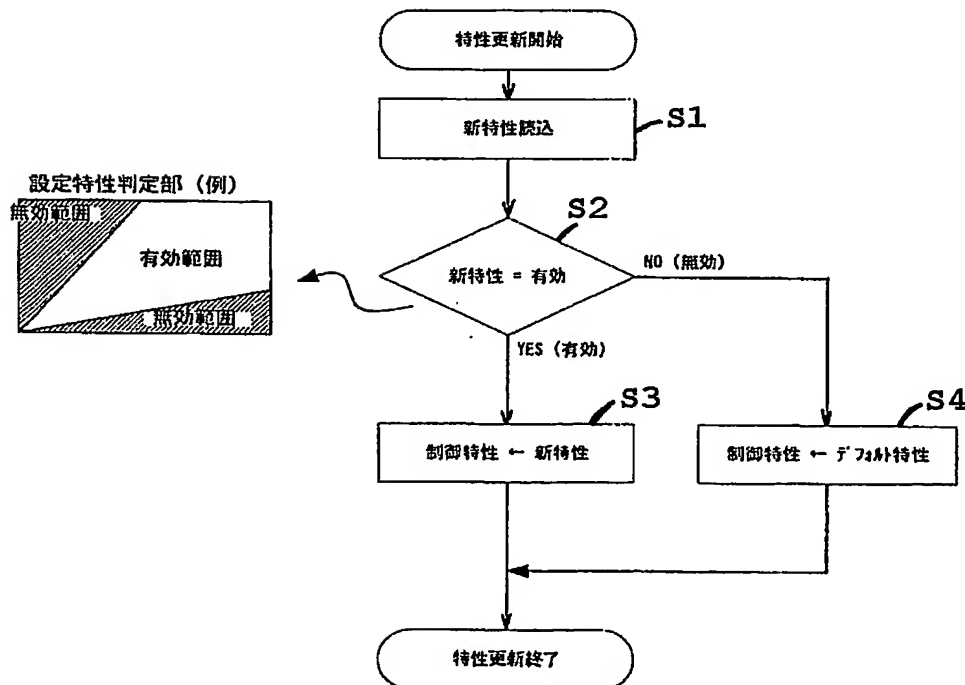 特性更新開始
新特性読込
S1
設定特性判定部 (例)
無効範囲
有効範囲
無効範囲
S2
新特性 = 有効
NO (無効)
YES (有効)
S3
制御特性 ← 新特性
S4
制御特性 ← デフォルト特性
特性更新終了